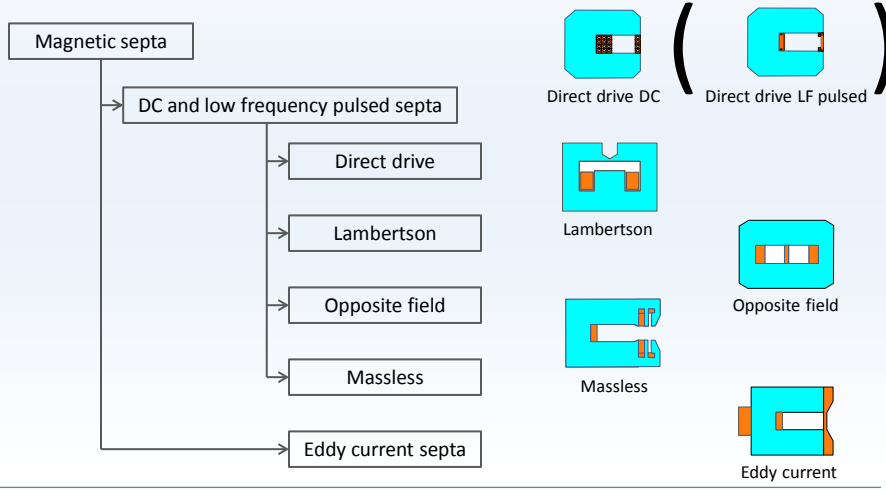 Magnetic septa
DC and low frequency pulsed septa
Direct drive
Lambertson
Opposite field
Massless
Eddy current septa
Direct drive DC
( Direct drive LF pulsed )
Lambertson
Opposite field
Massless
Eddy current